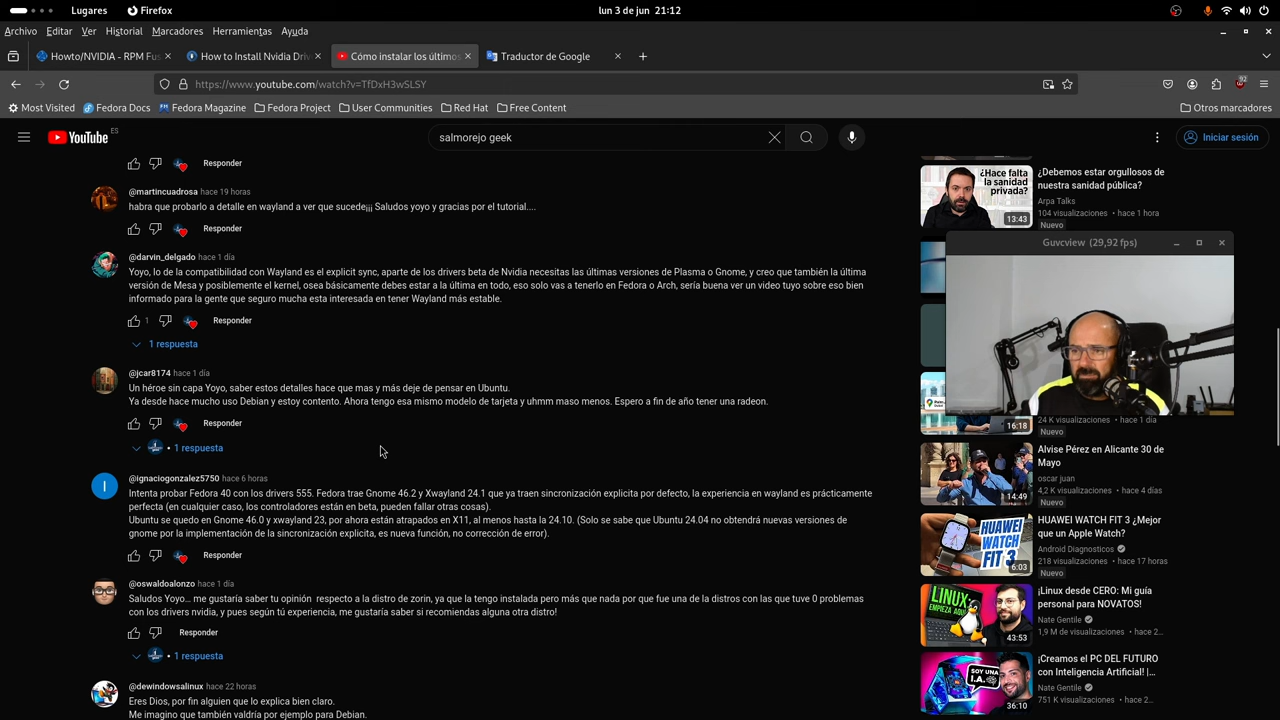 Lugares
Firefox
lun 3 de jun 21:12
Archivo Editar Ver Historial Marcadores Herramientas Ayuda
Howto/NVIDIA - RPM Fus
How to Install Nvidia Driv
Cómo instalar los últimos
Traductor de Google
https://www.youtube.com/watch?v=TfDxH3wSLSY
Most Visited
Fedora Docs
Fedora Magazine
Fedora Project
User Communities
Red Hat
Free Content
Otros marcadores
YouTube ES
salmorejo geek
Iniciar sesión
Responder
@martincuadrosa hace 19 horas
habra que probarlo a detalle en wayland a ver que sucede¡¡¡ Saludos yoyo y gracias por el tutorial....
Responder
@darvin_delgado hace 1 día
Yoyo, lo de la compatibilidad con Wayland es el explicit sync, aparte de los drivers beta de Nvidia necesitas las últimas versiones de Plasma o Gnome, y creo que también la última
versión de Mesa y posiblemente el kernel, osea básicamente debes estar a la última en todo, eso solo vas a tenerlo en Fedora o Arch, sería buena ver un video tuyo sobre eso bien
informado para la gente que seguro mucha esta interesada en tener Wayland más estable.
1 Responder
1 respuesta
@jcar8174 hace 1 día
Un héroe sin capa Yoyo, saber estos detalles hace que mas y más deje de pensar en Ubuntu.
Ya desde hace mucho uso Debian y estoy contento. Ahora tengo esa mismo modelo de tarjeta y uhmm maso menos. Espero a fin de año tener una radeon.
Responder
• 1 respuesta
I
@ignaciogonzalez5750 hace 6 horas
Intenta probar Fedora 40 con los drivers 555. Fedora trae Gnome 46.2 y Xwayland 24.1 que ya traen sincronización explicita por defecto, la experiencia en wayland es prácticamente
perfecta (en cualquier caso, los controladores están en beta, pueden fallar otras cosas).
Ubuntu se quedo en Gnome 46.0 y xwayland 23, por ahora están atrapados en X11, al menos hasta la 24.10. (Solo se sabe que Ubuntu 24.04 no obtendrá nuevas versiones de
gnome por la implementación de la sincronización explicita, es nueva función, no corrección de error).
Responder
@oswaldoalonzo hace 1 día
Saludos Yoyo... me gustaría saber tu opinión respecto a la distro de zorin, ya que la tengo instalada pero más que nada por que fue una de la distros con las que tuve 0 problemas
con los drivers nvidia, y pues según tú experiencia, me gustaría saber si recomiendas alguna otra distro!
Responder
• 1 respuesta
@dewindowsalinux hace 22 horas
Eres Dios, por fin alguien que lo explica bien claro.
Me imagino que también valdría por ejemplo para Debian.
¿Hace falta
la sanidad
privada?
13:43
¿Debemos estar orgullosos de
nuestra sanidad pública?
Arpa Talks
104 visualizaciones • hace 1 hora
Nuevo
Guvcview (29,92 fps)
16:18
24 K visualizaciones • hace 1 día
Nuevo
14:49
Alvise Pérez en Alicante 30 de
Mayo
oscar juan
4,2 K visualizaciones • hace 4 días
Nuevo
HUAWEI
WATCH
FIT 3
6:03
HUAWEI WATCH FIT 3 ¿Mejor
que un Apple Watch?
Android Diagnosticos
218 visualizaciones • hace 17 horas
Nuevo
LINUX:
EMPIEZA AQUÍ
43:53
¡Linux desde CERO: Mi guía
personal para NOVATOS!
Nate Gentile
1,9 M de visualizaciones • hace 2...
SOY UNA
I.A.
36:10
¡Creamos el PC DEL FUTURO
con Inteligencia Artificial! |...
Nate Gentile
751 K visualizaciones • hace 2...